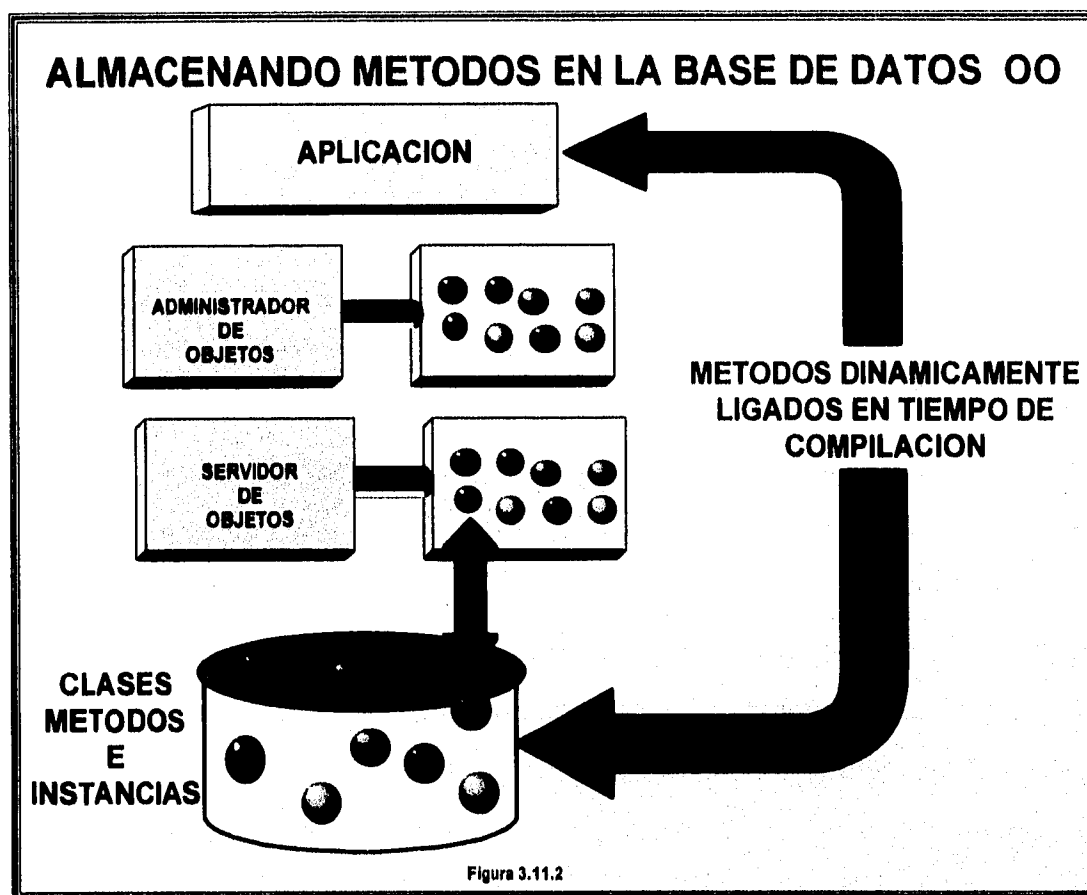 ALMACENANDO METODOS EN LA BASE DE DATOS OO
APLICACION
ADMINISTRADOR
DE
OBJETOS
METODOS DINAMICAMENTE
LIGADOS EN TIEMPO DE
COMPILACION
SERVIDOR
DE
OBJETOS
CLASES
METODOS
E
INSTANCIAS
Figura 3.11.2